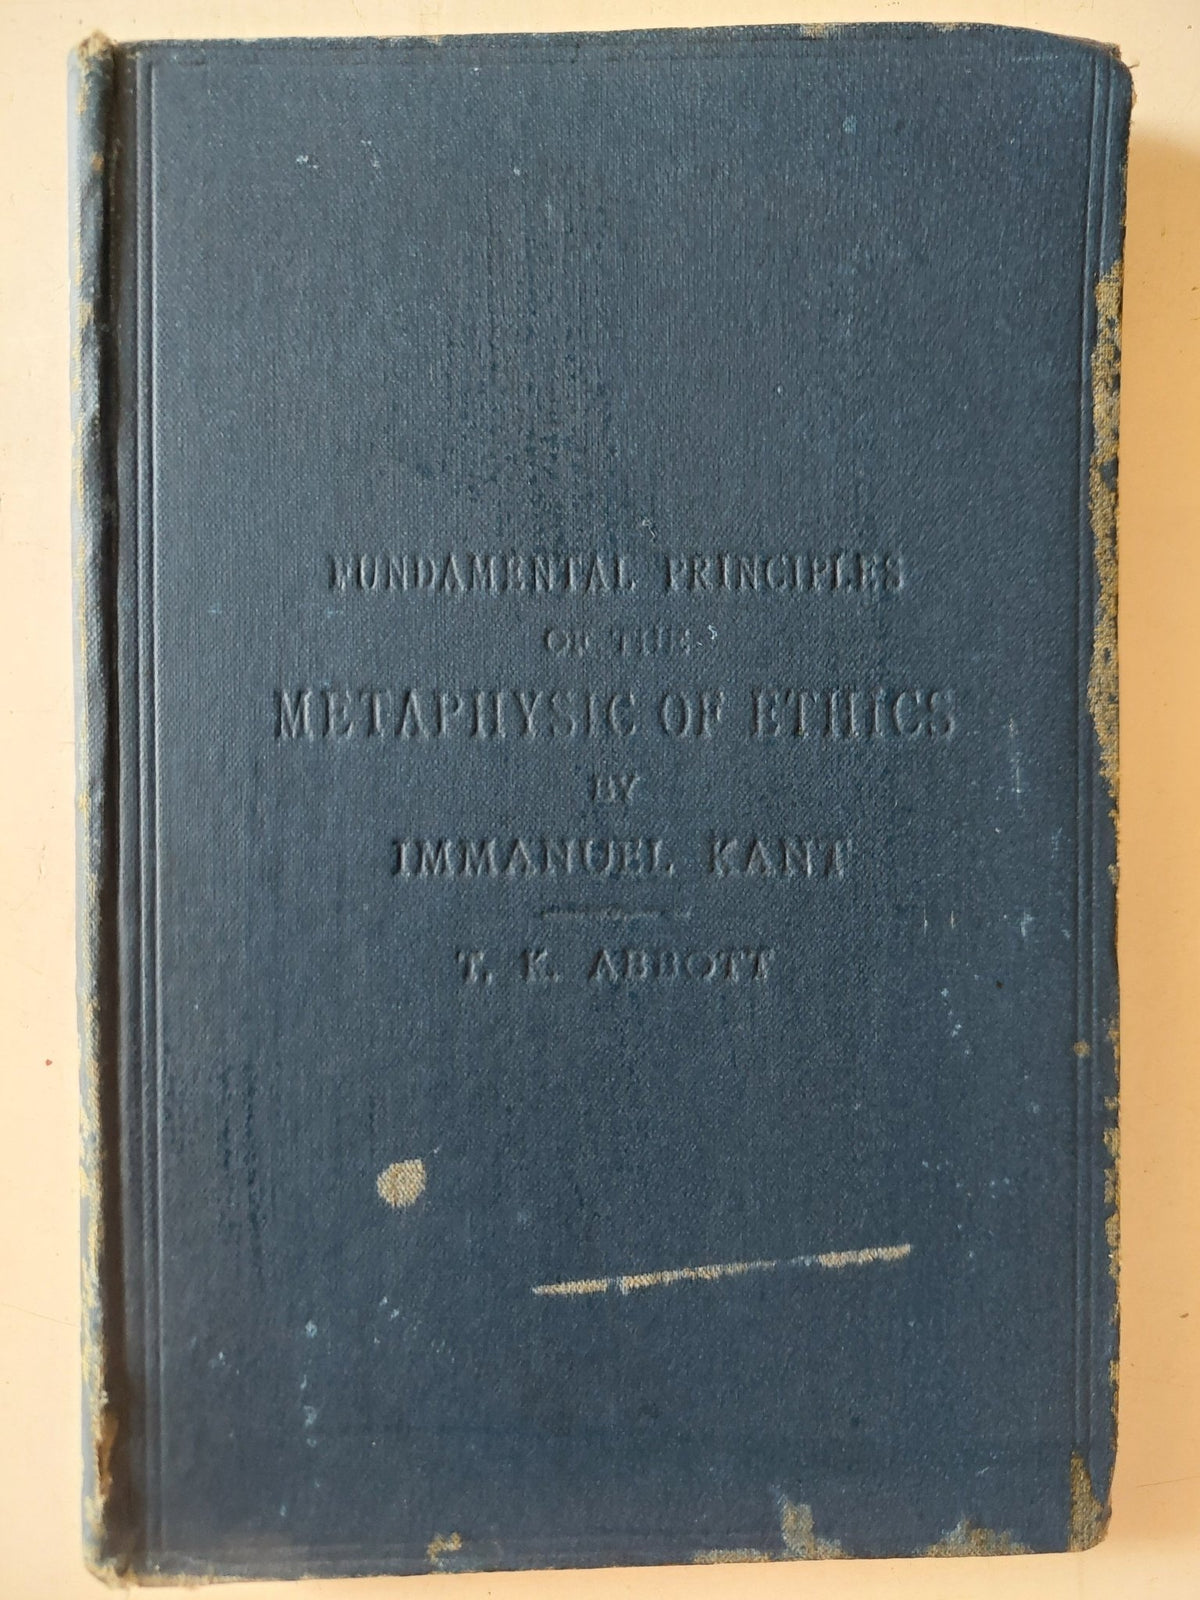 FUNDAMENTAL PRINCIPLES
OF THE
METAPHYSIC OF ETHICS
BY
IMMANUEL KANT
T. K. ABBOTT